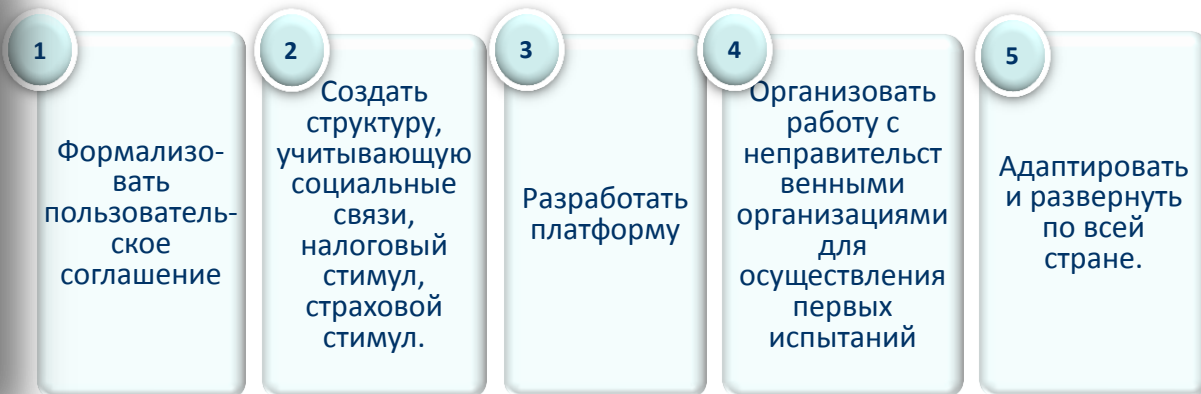 1
Формализо-
вать
пользователь-
ское
соглашение
2
Создать
структуру,
учитывающую
социальные
связи,
налоговый
стимул,
страховой
стимул.
3
Разработать
платформу
4
Организовать
работу с
неправительст
венными
организациями
для
осуществления
первых
испытаний
5
Адаптировать
и развернуть
по всей
стране.